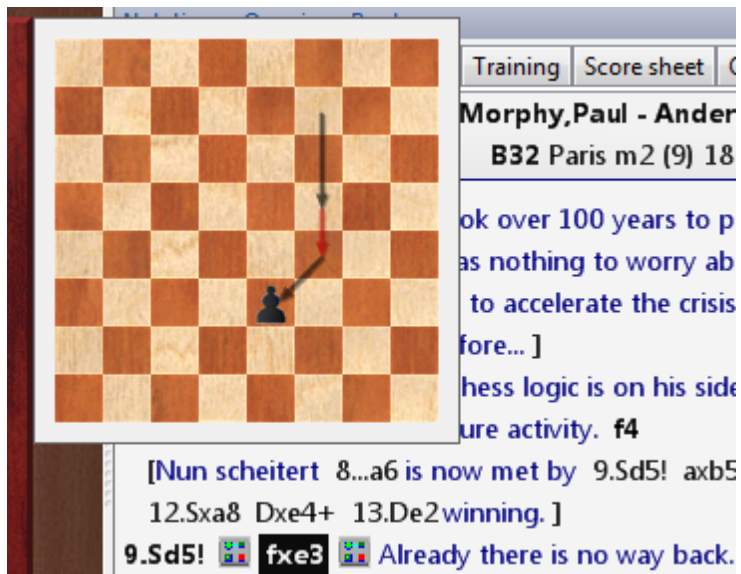 Training Score sheet
Morphy,Paul - Ander
B32 Paris m2 (9) 18
ok over 100 years to p
as nothing to worry ab
to accelerate the crisis
fore... ]
hess logic is on his side
ure activity. f4
[Nun scheitert 8...a6 is now met by 9.Sd5! axb5
12.Sxa8 Dxe4+ 13.De2 winning. ]
9.Sd5! fxe3 Already there is no way back.